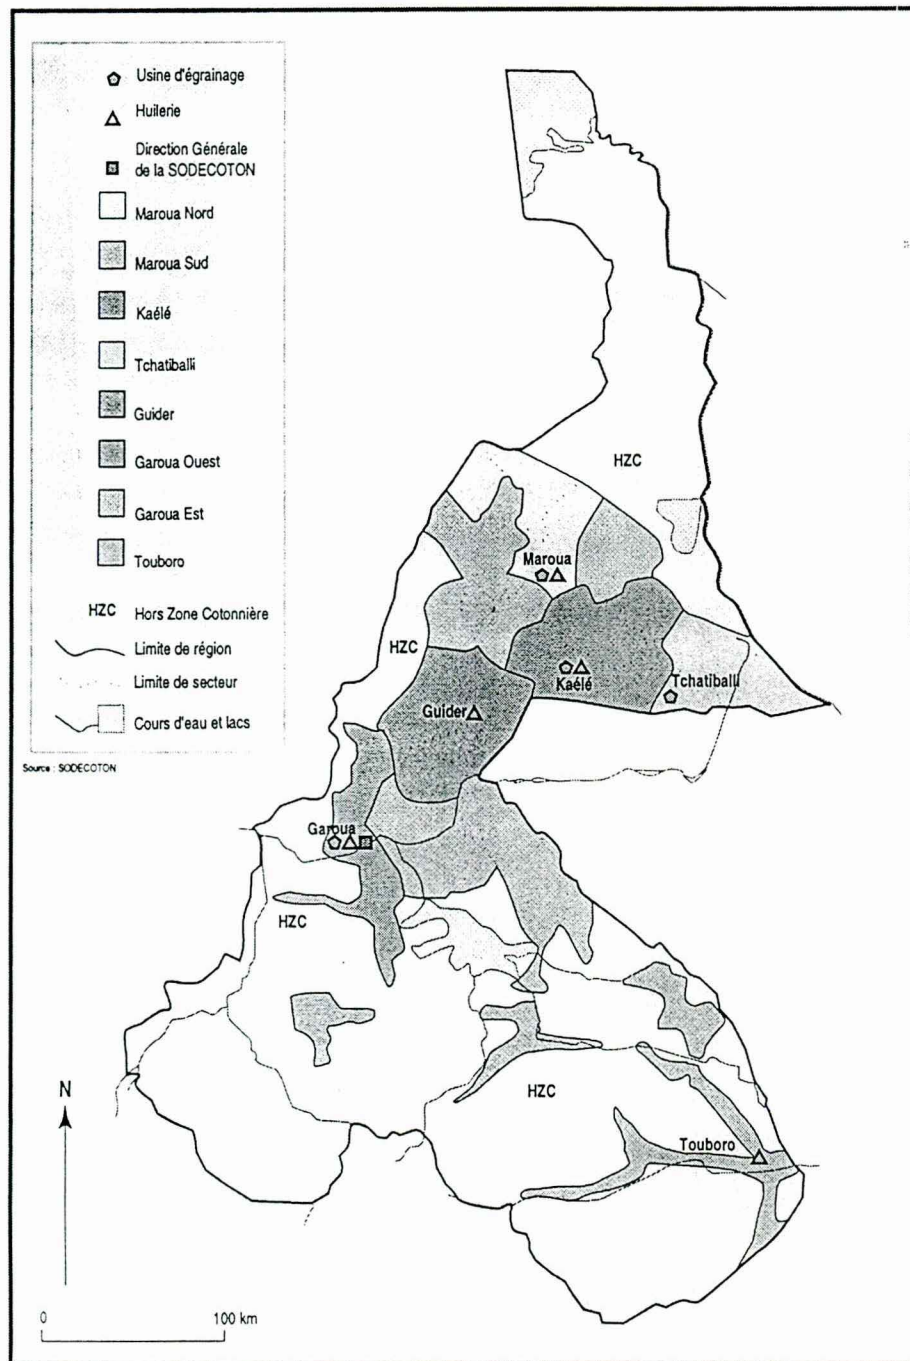 Usine d'égrainage
Huilerie
Direction Générale
de la SODECOTON
Maroua Nord
Maroua Sud
Kaélé
Tchatiballi
Guider
Garoua Ouest
Garoua Est
Touboro
HZC Hors Zone Cotonnière
Limite de région
Limite de secteur
Cours d'eau et lacs
Source : SODECOTON
HZC
Maroua
HZC
Kaélé
Tchatiballi
Guider
Garoua
HZC
HZC
Touboro
N
0 100 km